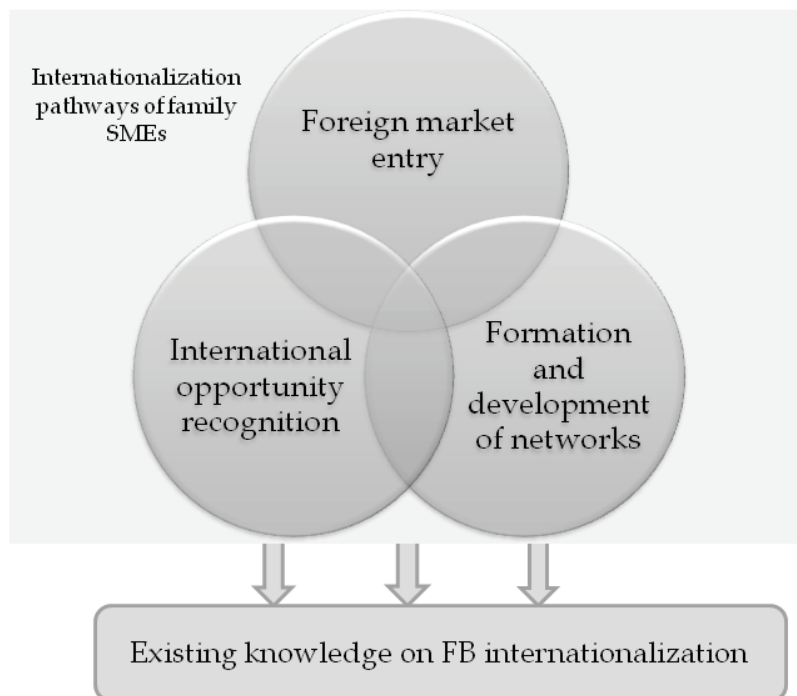 Internationalization
pathways of family
SMEs
Foreign market
entry
International
opportunity
recognition
Formation
and
development
of networks
Existing knowledge on FB internationalization